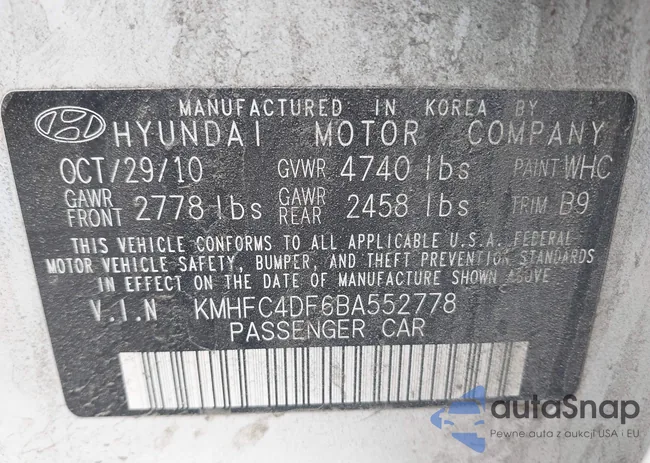 MANUFACTURED IN KOREA BY
HYUNDAI MOTOR COMPANY
OCT/29/10 GVWR 4740 lbs PAINT WHC
GAWR FRONT 2778 lbs GAWR REAR 2458 lbs TRIM B9
THIS VEHICLE CONFORMS TO ALL APPLICABLE U.S.A. FEDERAL
MOTOR VEHICLE SAFETY, BUMPER, AND THEFT PREVENTION STANDARDS
IN EFFECT ON THE DATE OF MANUFACTURE SHOWN ABOVE
V.I.N KMHFC4DF6BA552778
PASSENGER CAR
autaSnap
Pewne auta z aukcji USA i EU